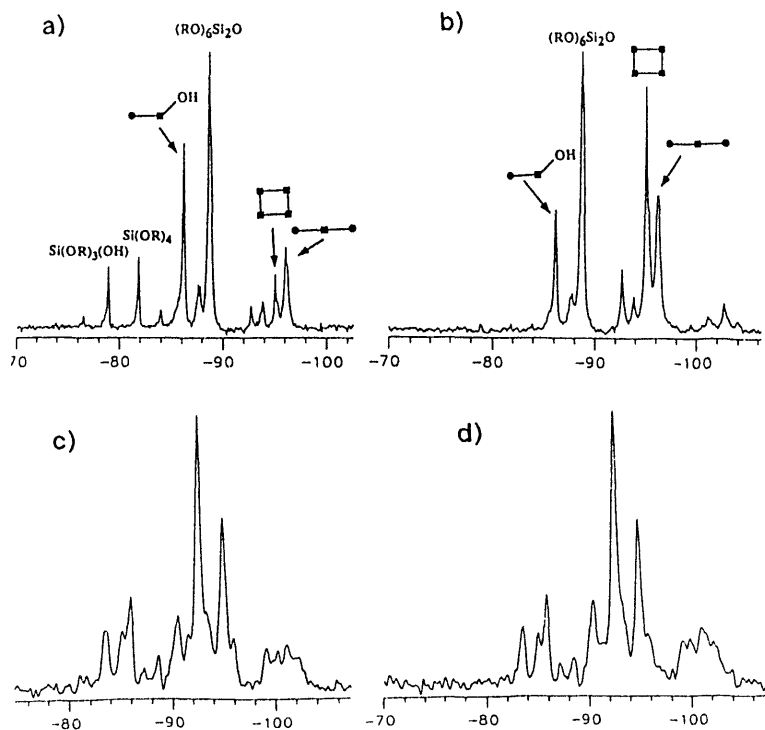 a)
(RO)6Si2O
OH
Si(OR)3(OH)
Si(OR)4
70 -80 -90 -100
b)
(RO)6Si2O
OH
-70 -80 -90 -100
c)
-80 -90 -100
d)
-70 -80 -90 -100